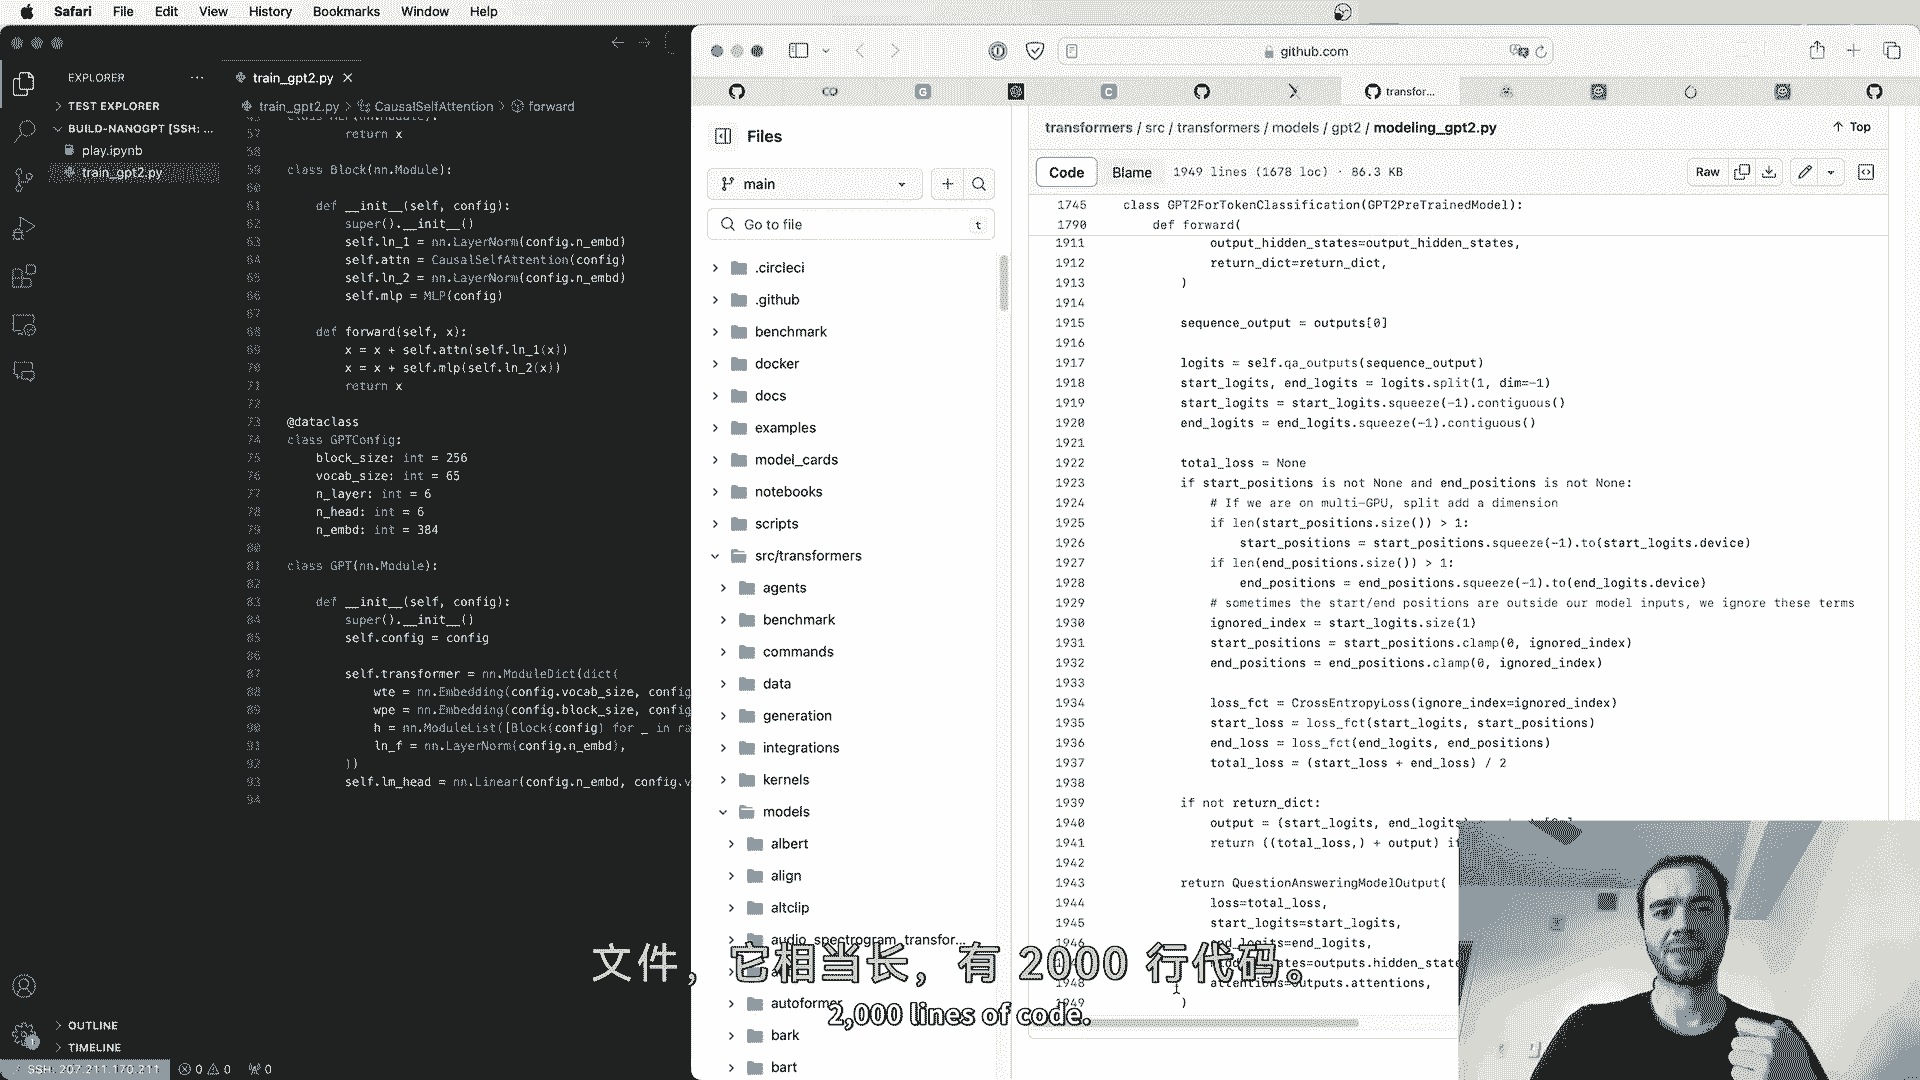 Safari File Edit View History Bookmarks Window Help
EXPLORER ···
TEST EXPLORER
BUILD-NANOGPT [SSH: ...
play.ipynb
train_gpt2.py
OUTLINE
TIMELINE
SSH: 207.211.170.211 0 0 0
train_gpt2.py
train_gpt2.py > CausalSelfAttention > forward
57 return x
58
59 class Block(nn.Module):
60
61 def __init__(self, config):
62 super().__init__()
63 self.ln_1 = nn.LayerNorm(config.n_embd)
64 self.attn = CausalSelfAttention(config)
65 self.ln_2 = nn.LayerNorm(config.n_embd)
66 self.mlp = MLP(config)
67
68 def forward(self, x):
69 x = x + self.attn(self.ln_1(x))
70 x = x + self.mlp(self.ln_2(x))
71 return x
72
73 @dataclass
74 class GPTConfig:
75 block_size: int = 256
76 vocab_size: int = 65
77 n_layer: int = 6
78 n_head: int = 6
79 n_embd: int = 384
80
81 class GPT(nn.Module):
82
83 def __init__(self, config):
84 super().__init__()
85 self.config = config
86
87 self.transformer = nn.ModuleDict(dict(
88 wte = nn.Embedding(config.vocab_size, config
89 wpe = nn.Embedding(config.block_size, config
90 h = nn.ModuleList([Block(config) for _ in ra
91 ln_f = nn.LayerNorm(config.n_embd),
92 ))
93 self.lm_head = nn.Linear(config.n_embd, config.v
94
github.com
transfor...
Files
main
Go to file t
.circleci
.github
benchmark
docker
docs
examples
model_cards
notebooks
scripts
src/transformers
agents
benchmark
commands
data
generation
integrations
kernels
models
albert
align
altclip
audio_spectrogram_transfor...
autoformer
bark
bart
transformers / src / transformers / models / gpt2 / modeling_gpt2.py Top
Code Blame 1949 lines (1678 loc) · 86.3 KB Raw
1745 class GPT2ForTokenClassification(GPT2PreTrainedModel):
1790 def forward(
1911 output_hidden_states=output_hidden_states,
1912 return_dict=return_dict,
1913 )
1914
1915 sequence_output = outputs[0]
1916
1917 logits = self.qa_outputs(sequence_output)
1918 start_logits, end_logits = logits.split(1, dim=-1)
1919 start_logits = start_logits.squeeze(-1).contiguous()
1920 end_logits = end_logits.squeeze(-1).contiguous()
1921
1922 total_loss = None
1923 if start_positions is not None and end_positions is not None:
1924 # If we are on multi-GPU, split add a dimension
1925 if len(start_positions.size()) > 1:
1926 start_positions = start_positions.squeeze(-1).to(start_logits.device)
1927 if len(end_positions.size()) > 1:
1928 end_positions = end_positions.squeeze(-1).to(end_logits.device)
1929 # sometimes the start/end positions are outside our model inputs, we ignore these terms
1930 ignored_index = start_logits.size(1)
1931 start_positions = start_positions.clamp(0, ignored_index)
1932 end_positions = end_positions.clamp(0, ignored_index)
1933
1934 loss_fct = CrossEntropyLoss(ignore_index=ignored_index)
1935 start_loss = loss_fct(start_logits, start_positions)
1936 end_loss = loss_fct(end_logits, end_positions)
1937 total_loss = (start_loss + end_loss) / 2
1938
1939 if not return_dict:
1940 output = (start_logits, end_logits)
1941 return ((total_loss,) + output) i
1942
1943 return QuestionAnsweringModelOutput(
1944 loss=total_loss,
1945 start_logits=start_logits,
1946 end_logits=end_logits,
1948 attentions=outputs.attentions,
1949 )
文件，它相当长，有 2000 行代码。
2,000 lines of code.